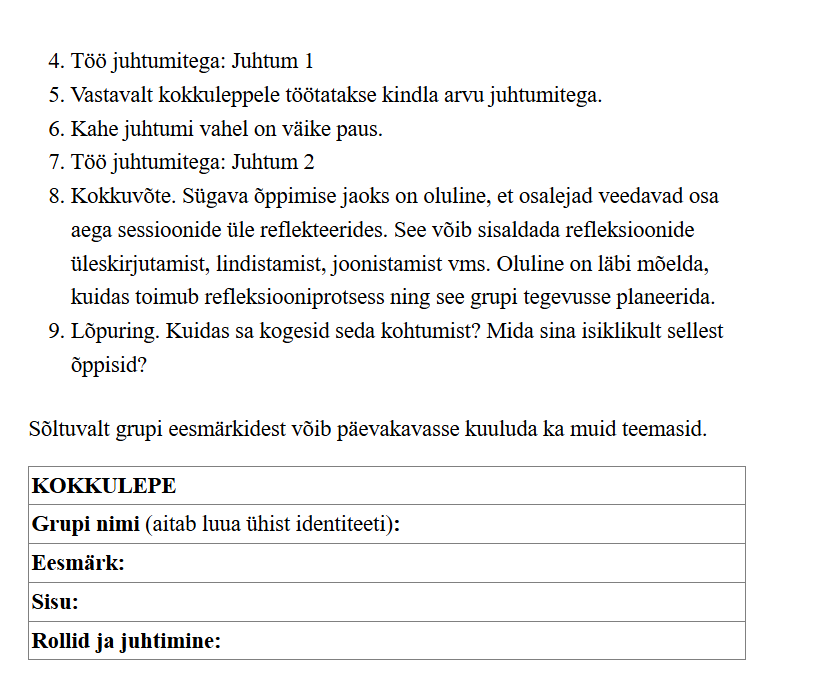 4. Töö juhtumitega: Juhtum 1
5. Vastavalt kokkuleppele töötatakse kindla arvu juhtumitega.
6. Kahe juhtumi vahel on väike paus.
7. Töö juhtumitega: Juhtum 2
8. Kokkuvõte. Sügava õppimise jaoks on oluline, et osalejad veedavad osa
aega sessioonide üle reflekteerides. See võib sisaldada refleksioonide
üleskirjutamist, lindistamist, joonistamist vms. Oluline on läbi mõelda,
kuidas toimub refleksiooniprotsess ning see grupi tegevusse planeerida.
9. Lõpuring. Kuidas sa kogesid seda kohtumist? Mida sina isiklikult sellest
õppisid?
Sõltuvalt grupi eesmärkidest võib päevakavasse kuuluda ka muid teemasid.
KOKKULEPE
Grupi nimi (aitab luua ühist identiteeti):
Eesmärk:
Sisu:
Rollid ja juhtimine: